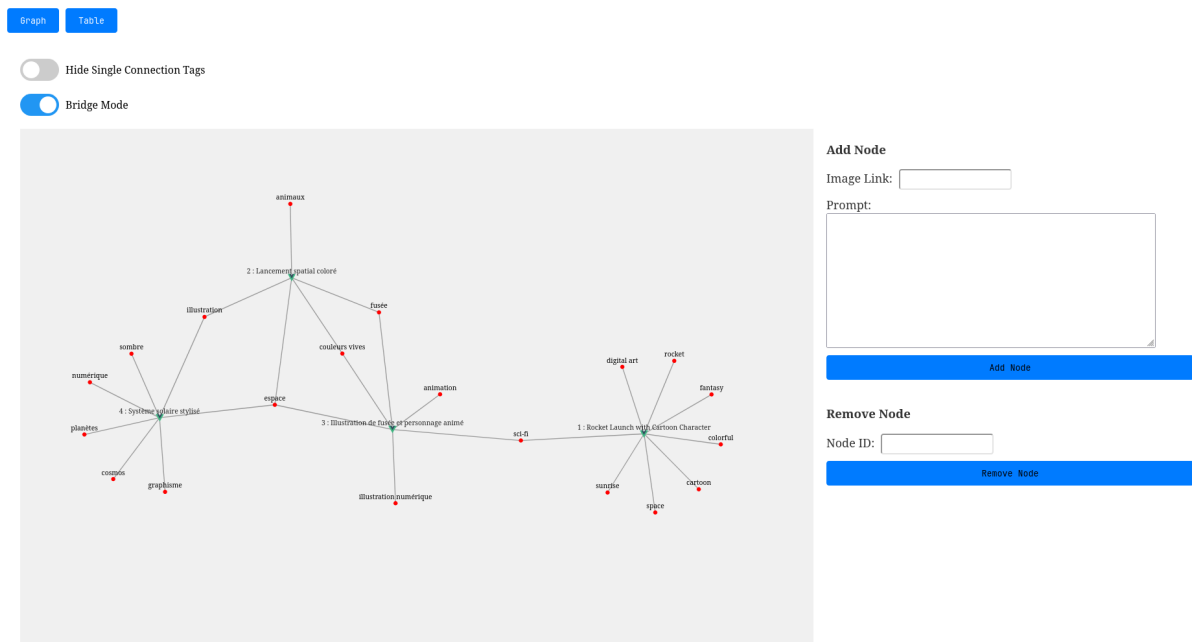 Graph
Table
Hide Single Connection Tags
Bridge Mode
animaux
2 : Lancement spatial coloré
illustration
fusée
sombre
couleurs vives
numérique
espace
animation
4 : Système solaire stylisé
planètes
3 : Illustration de fusée et personnage animé
cosmos
graphisme
illustration numérique
sci-fi
digital art
rocket
fantasy
1 : Rocket Launch with Cartoon Character
colorful
sunrise
cartoon
space
Add Node
Image Link:
Prompt:
Add Node
Remove Node
Node ID:
Remove Node